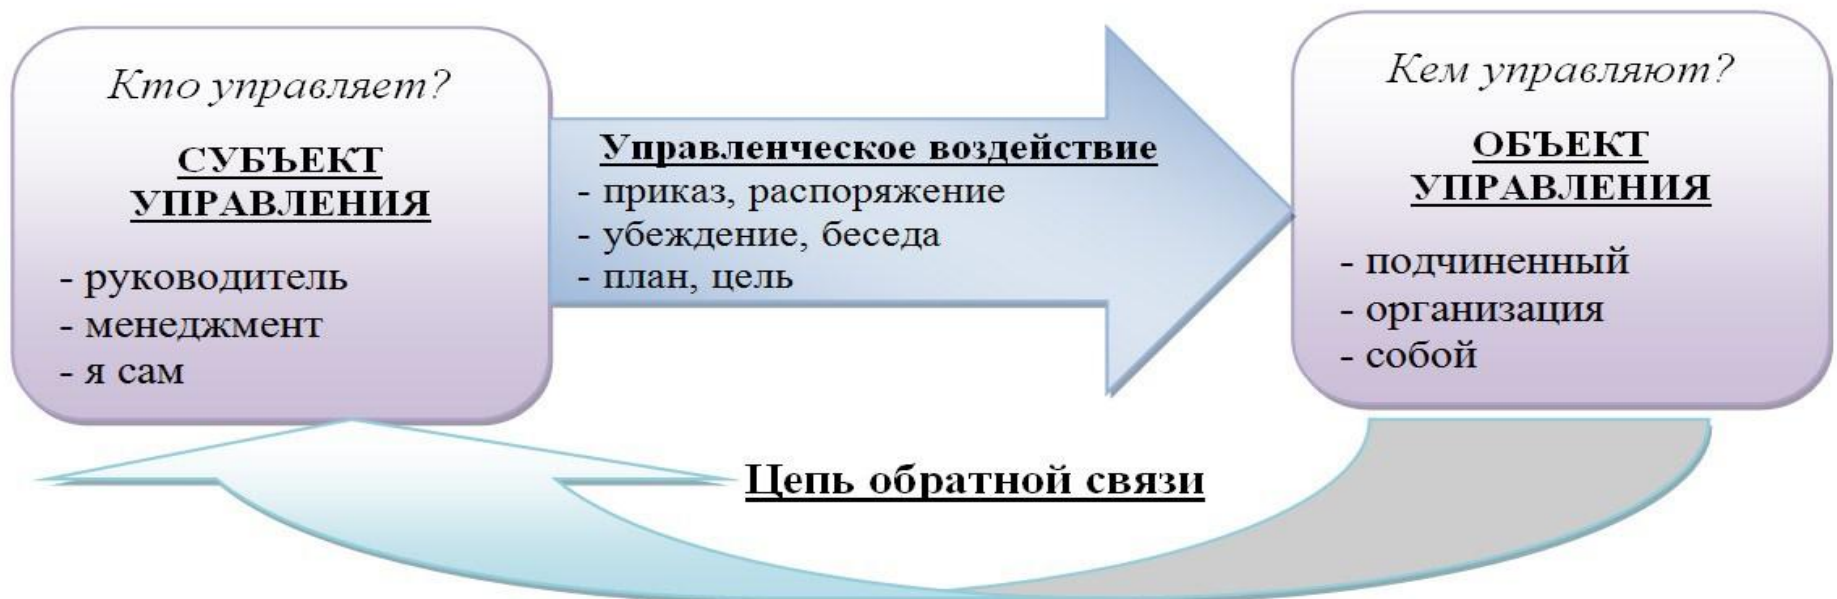 Кто управляет?
СУБЪЕКТ
УПРАВЛЕНИЯ
- руководитель
- менеджмент
- я сам
Управленческое воздействие
- приказ, распоряжение
- убеждение, беседа
- план, цель
Кем управляют?
ОБЪЕКТ
УПРАВЛЕНИЯ
- подчиненный
- организация
- собой
Цепь обратной связи